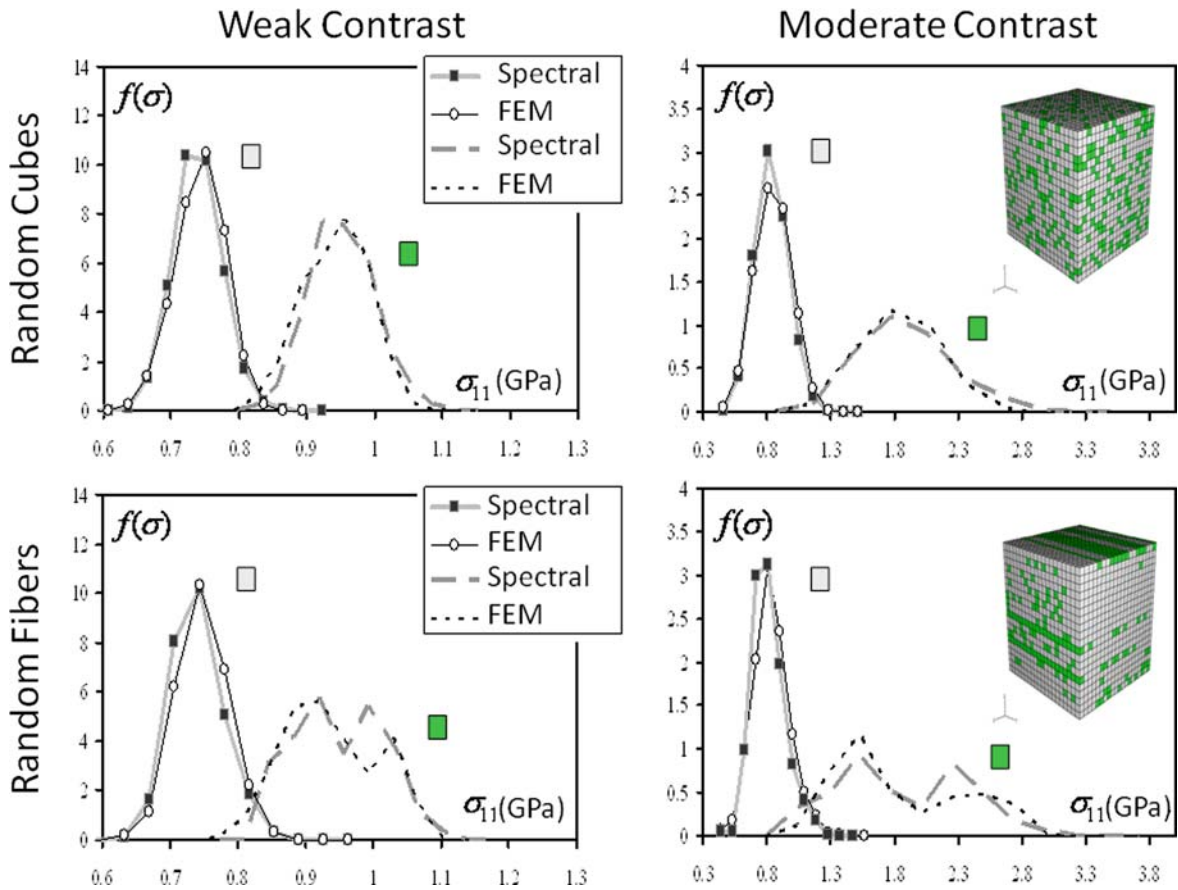 Weak Contrast
Moderate Contrast
Random Cubes
14
12
10
8
6
4
2
0
f(σ)
Spectral
FEM
Spectral
FEM
σ11 (GPa)
0.6 0.7 0.8 0.9 1 1.1 1.2 1.3
4
3.5
3
2.5
2
1.5
1
0.5
0
f(σ)
σ11 (GPa)
0.3 0.8 1.3 1.8 2.3 2.8 3.3 3.8
Random Fibers
14
12
10
8
6
4
2
0
f(σ)
Spectral
FEM
Spectral
FEM
σ11 (GPa)
0.6 0.7 0.8 0.9 1 1.1 1.2 1.3
4
3.5
3
2.5
2
1.5
1
0.5
0
f(σ)
σ11 (GPa)
0.3 0.8 1.3 1.8 2.3 2.8 3.3 3.8